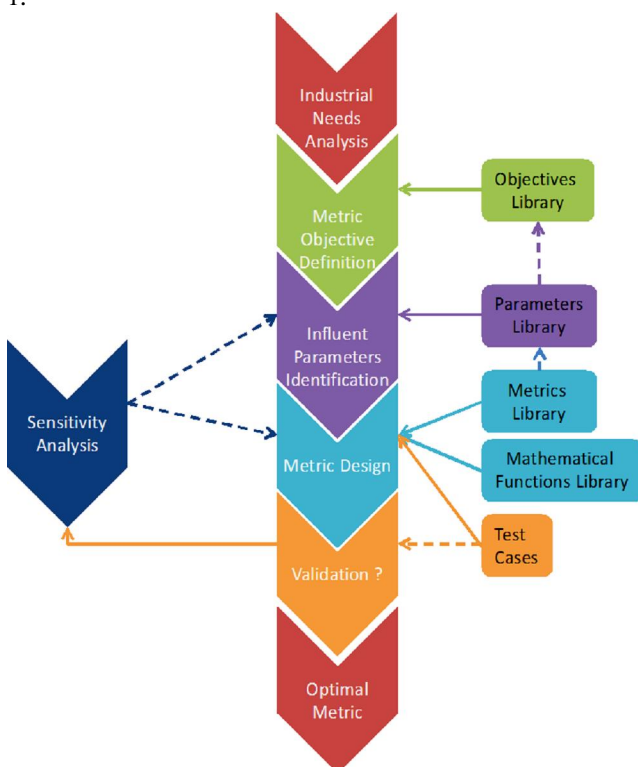 1.
Industrial
Needs
Analysis
Objectives
Library
Metric
Objective
Definition
Parameters
Library
Influent
Parameters
Identification
Metrics
Library
Sensitivity
Analysis
Metric Design
Mathematical
Functions Library
Test
Cases
Validation ?
Optimal
Metric